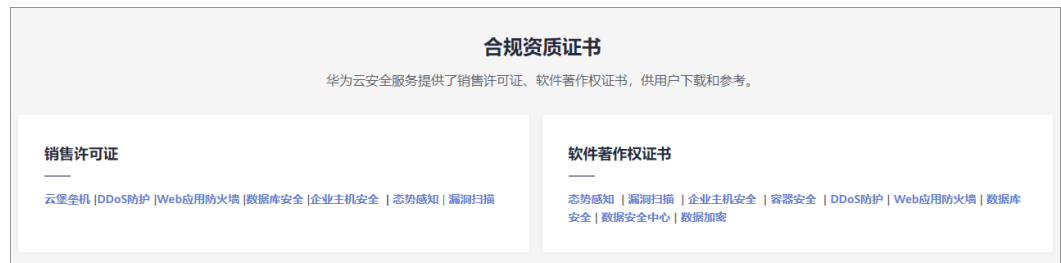 合规资质证书
华为云安全服务提供了销售许可证、软件著作权证书，供用户下载和参考。
销售许可证
云堡垒机 |DDoS防护 |Web应用防火墙 |数据库安全 |企业主机安全 | 态势感知 | 漏洞扫描
软件著作权证书
态势感知 | 漏洞扫描 | 企业主机安全 | 容器安全 | DDoS防护 | Web应用防火墙 | 数据库
安全 | 数据安全中心 | 数据加密